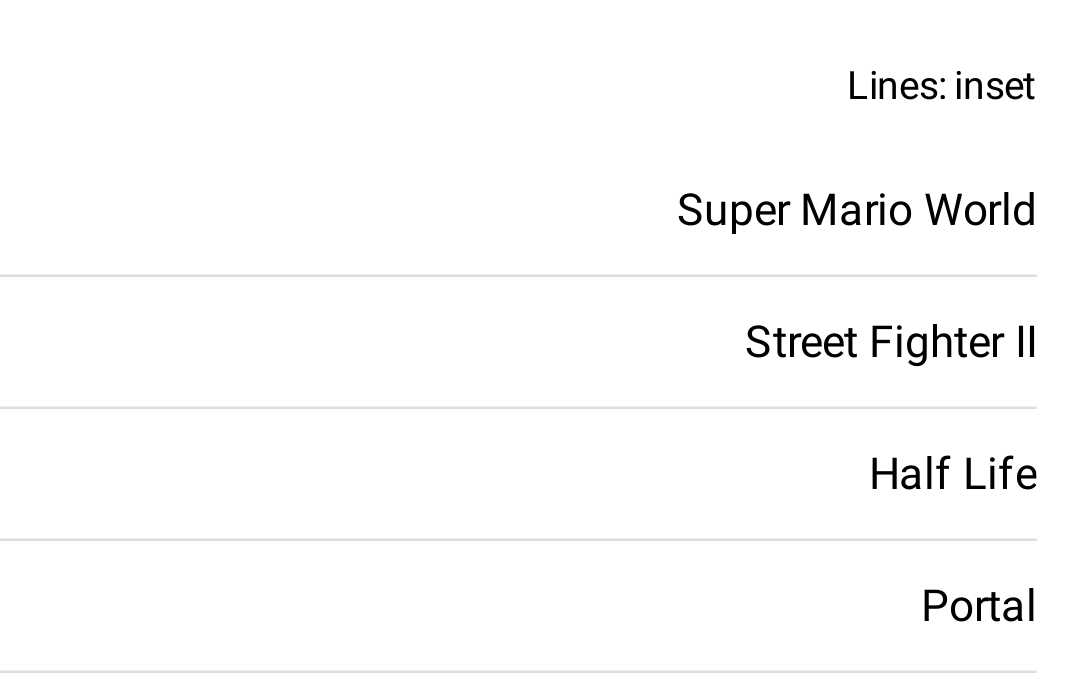 Lines: inset
Super Mario World
Street Fighter II
Half Life
Portal